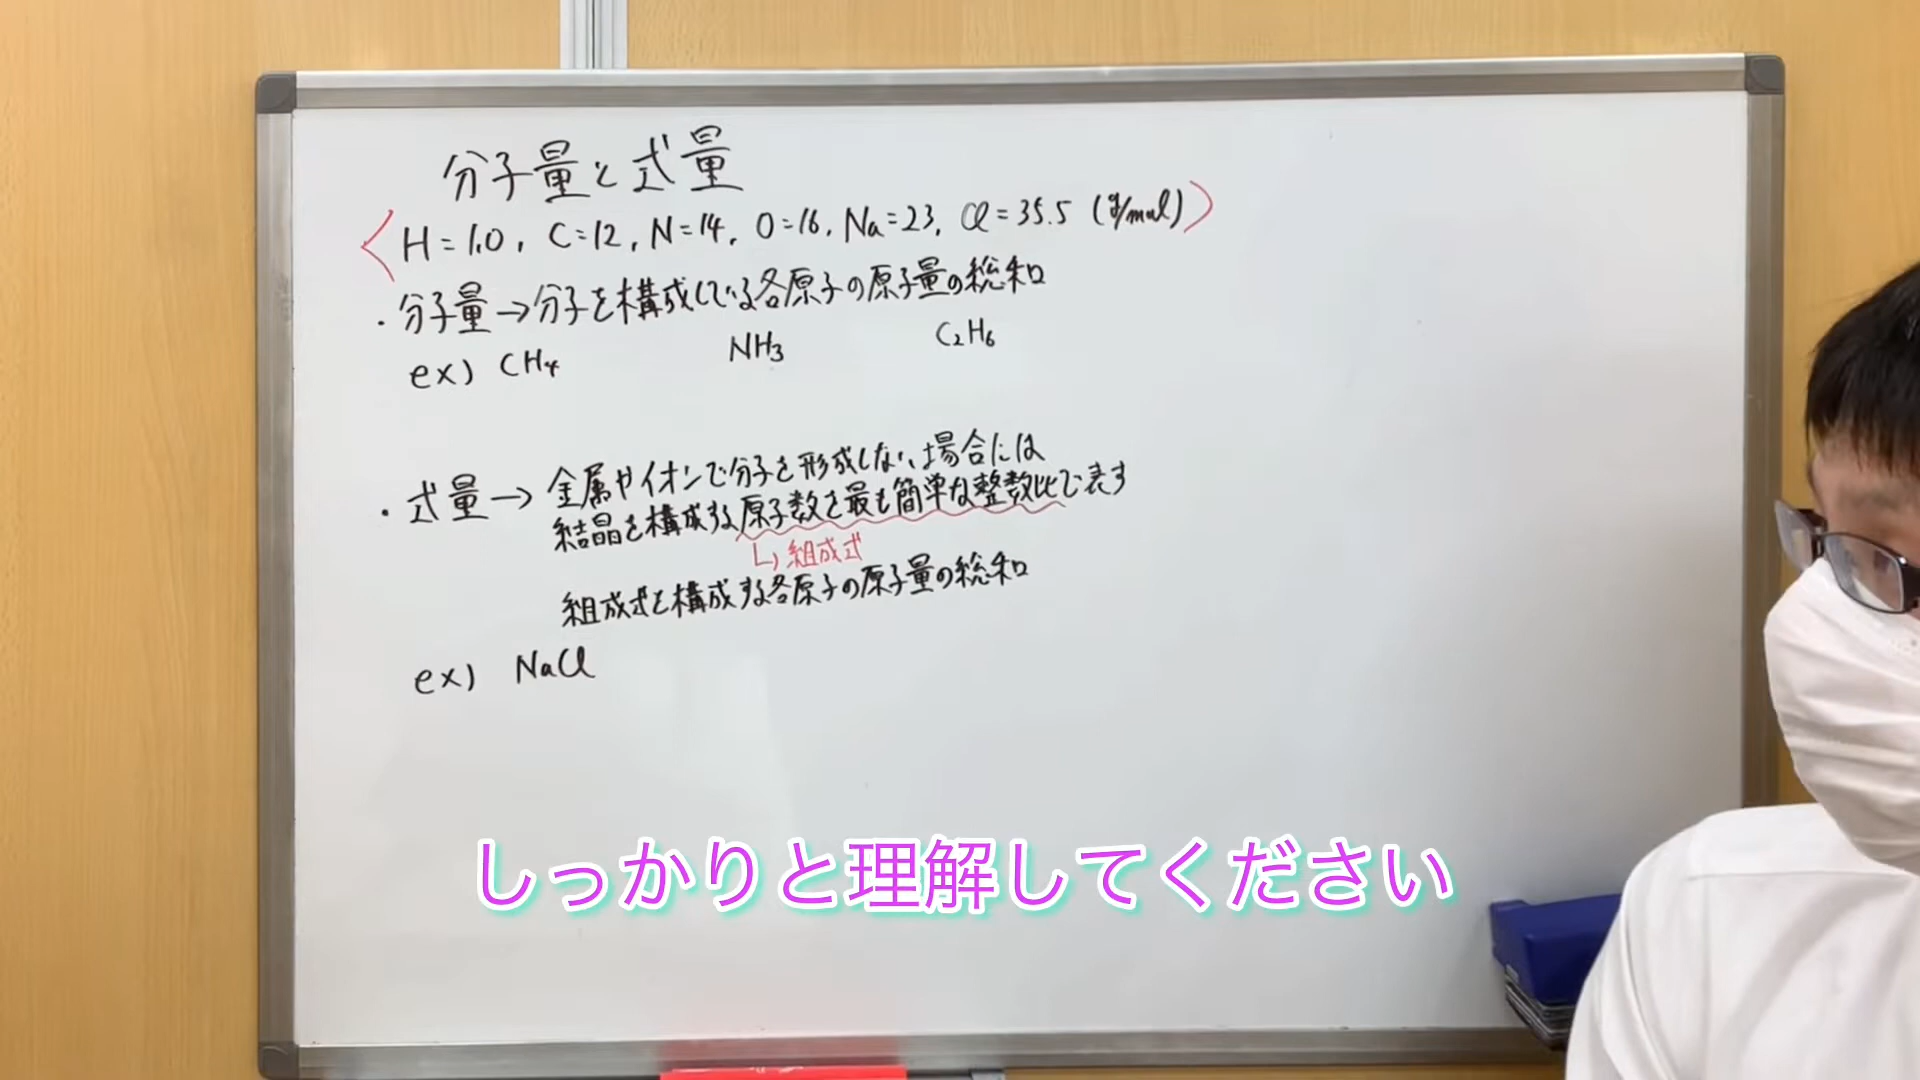 分子量と式量
H=1.0, C=12, N=14, O=16, Na=23, Cl=35.5 (g/mol)
・分子量→分子を構成している各原子の原子量の総和
ex) CH₄ NH₃ C₂H₆
・式量→金属やイオンで分子を形成しない場合には
結晶を構成する原子数を最も簡単な整数比で表す
↳組成式
組成式を構成する各原子の原子量の総和
ex) NaCl
しっかりと理解してください